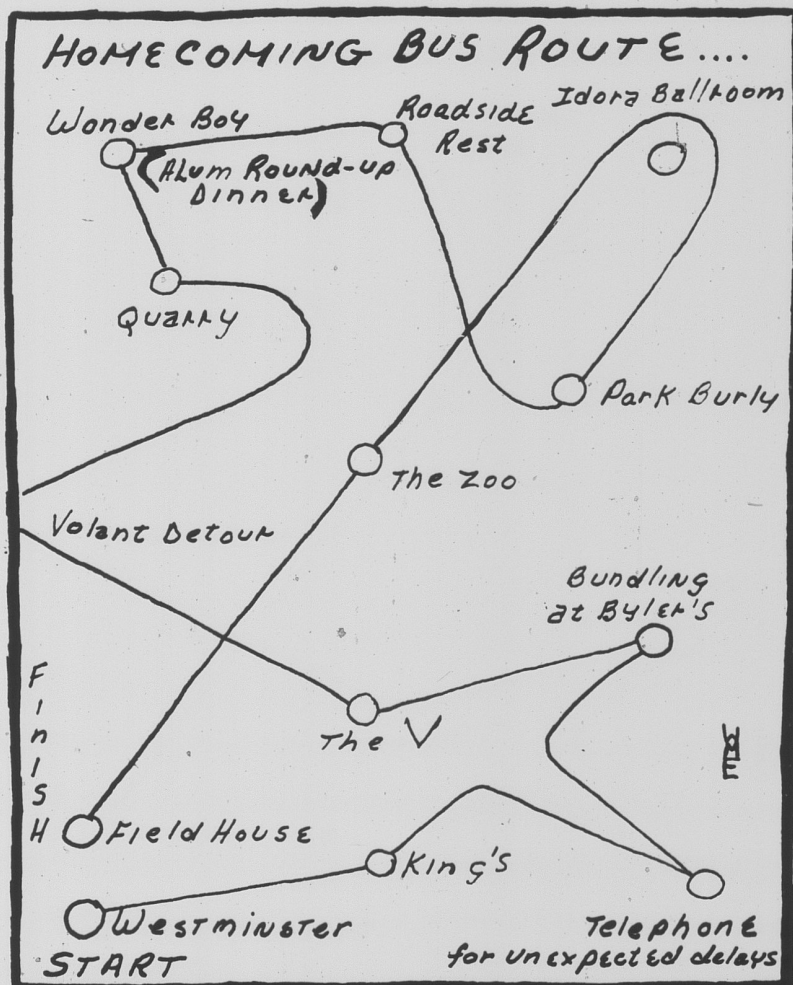 HOMECOMING BUS ROUTE....
Idora Ballroom
Wonder Boy
Roadside
Rest
(Alum Round-up
Dinner)
Quarry
Park Burly
The Zoo
Volant Detour
Bundling
at Byler's
The V
FinisH
Field House
King's
Westminster
START
Telephone
for unexpected delays